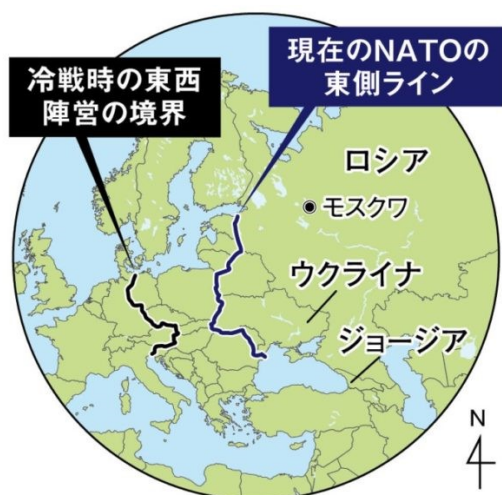 冷戦時の東西
陣営の境界
現在のNATOの
東側ライン
ロシア
モスクワ
ウクライナ
ジョージア
N